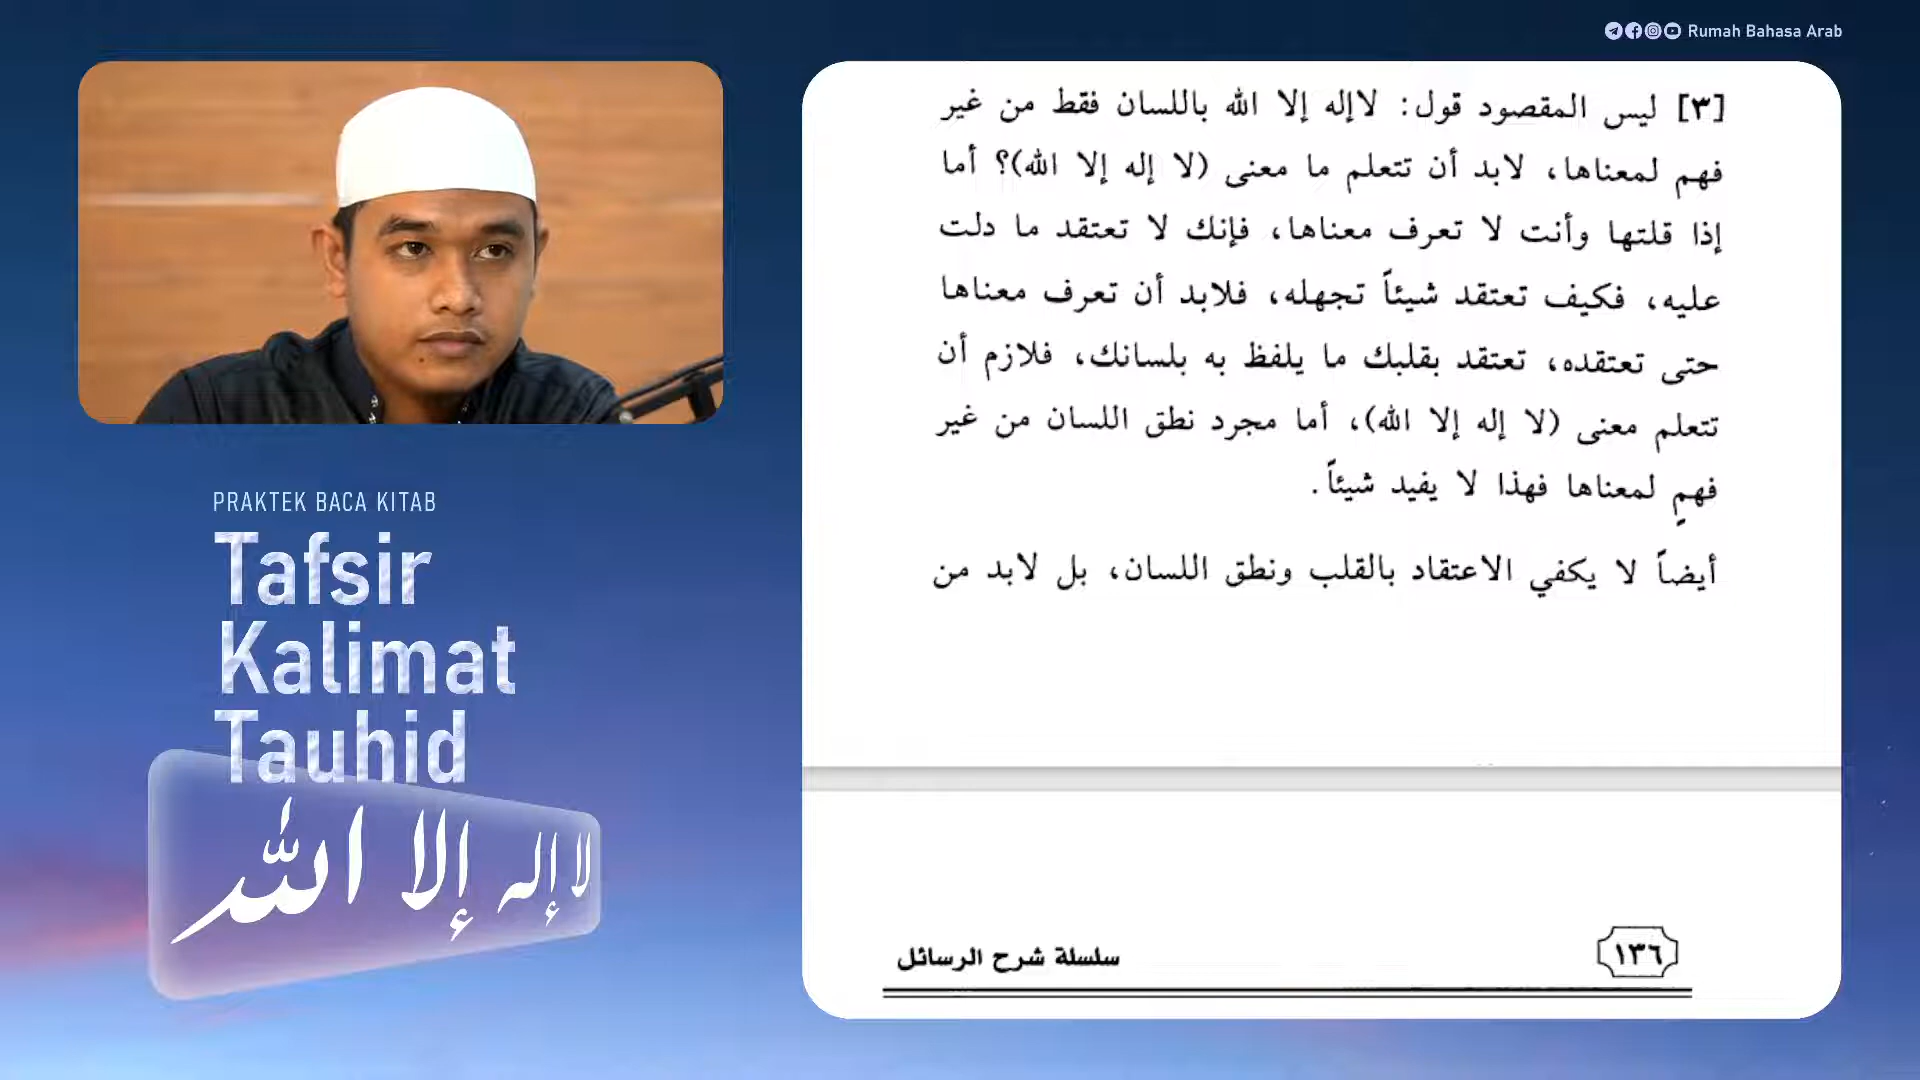 Rumah Bahasa Arab
[٣] ليس المقصود قول: لاإله إلا الله باللسان فقط من غير
فهم لمعناها، لابد أن تتعلم ما معنى (لا إله إلا الله)؟ أما
إذا قلتها وأنت لا تعرف معناها، فإنك لا تعتقد ما دلت
عليه، فكيف تعتقد شيئاً تجهله، فلابد أن تعرف معناها
حتى تعتقده، تعتقد بقلبك ما يلفظ به بلسانك، فلازم أن
تتعلم معنى (لا إله إلا الله)، أما مجرد نطق اللسان من غير
فهمٍ لمعناها فهذا لا يفيد شيئاً.
أيضاً لا يكفي الاعتقاد بالقلب ونطق اللسان، بل لابد من
١٣٦
سلسلة شرح الرسائل
PRAKTEK BACA KITAB
Tafsir
Kalimat
Tauhid
لا إله إلا الله